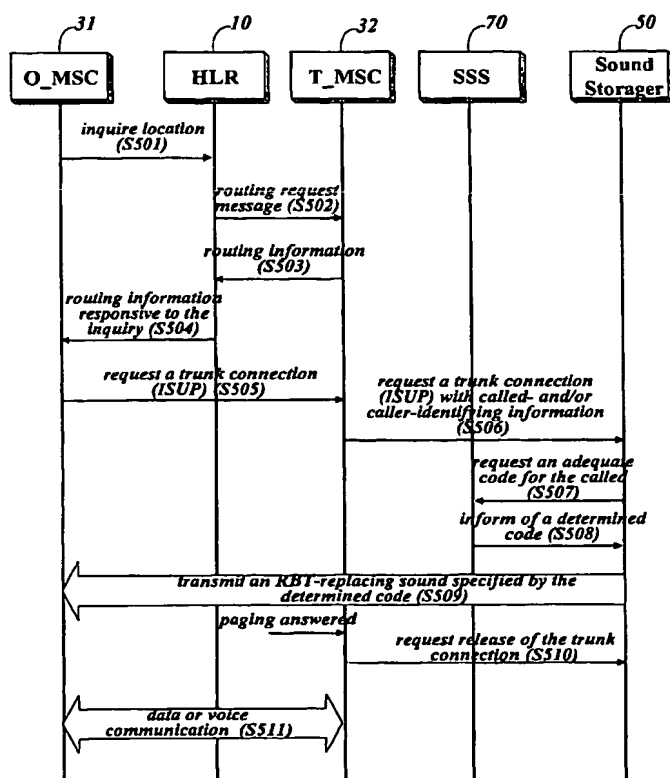 31
10
32
70
50
O_MSC
HLR
T_MSC
SSS
Sound
Storager
inquire location
(S501)
routing request
message (S502)
routing information
(S503)
routing information
responsive to the
inquiry (S504)
request a trunk connection
(ISUP) (S505)
request a trunk connection
(ISUP) with called- and/or
caller-identifying information
(S506)
request an adequate
code for the called
(S507)
inform of a determined
code (S508)
transmit an RBT-replacing sound specified by the
determined code (S509)
paging answered
request release of the trunk
connection (S510)
data or voice
communication (S511)